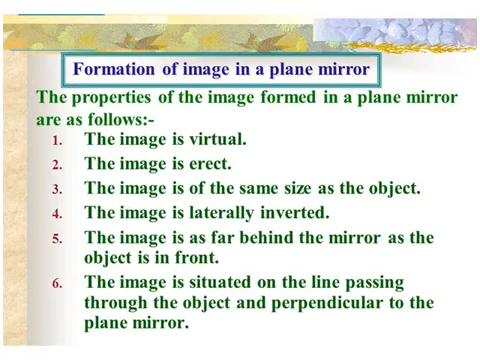 Formation of image in a plane mirror
The properties of the image formed in a plane mirror
are as follows:-
1. The image is virtual.
2. The image is erect.
3. The image is of the same size as the object.
4. The image is laterally inverted.
5. The image is as far behind the mirror as the
object is in front.
6. The image is situated on the line passing
through the object and perpendicular to the
plane mirror.